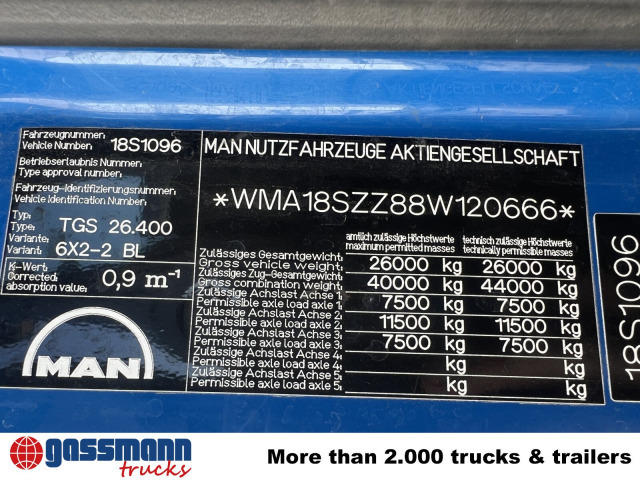 Fahrzeugnummer:
Vehicle Number: 18S1096
Betriebserlaubnis Nummer:
Type approval number:
Fahrzeug-Identifizierungsnummer:
Vehicle Identification number:
Typ:
Type: TGS 26.400
Variante:
Variant: 6X2-2 BL
K-Wert:
Corrected absorption value: 0,9 m⁻¹
MAN
MAN NUTZFAHRZEUGE AKTIENGESELLSCHAFT
*WMA18SZZ88W120666*
amtlich zulässige Höchstwerte technisch zulässige Höchstwerte
maximum permitted masses technically permissible masses
Zulässiges Gesamtgewicht:
Gross vehicle weight: 26000 kg 26000 kg
Zulässiges Zug-Gesamtgewicht:
Gross combination weight: 40000 kg 44000 kg
Zulässige Achslast Achse 1:
Permissible axle load axle 1: 7500 kg 7500 kg
Zulässige Achslast Achse 2:
Permissible axle load axle 2: 11500 kg 11500 kg
Zulässige Achslast Achse 3:
Permissible axle load axle 3: 7500 kg 7500 kg
Zulässige Achslast Achse 4:
Permissible axle load axle 4: kg kg
Zulässige Achslast Achse 5:
Permissible axle load axle 5: kg kg
18S1096
gassmann
trucks
More than 2.000 trucks & trailers